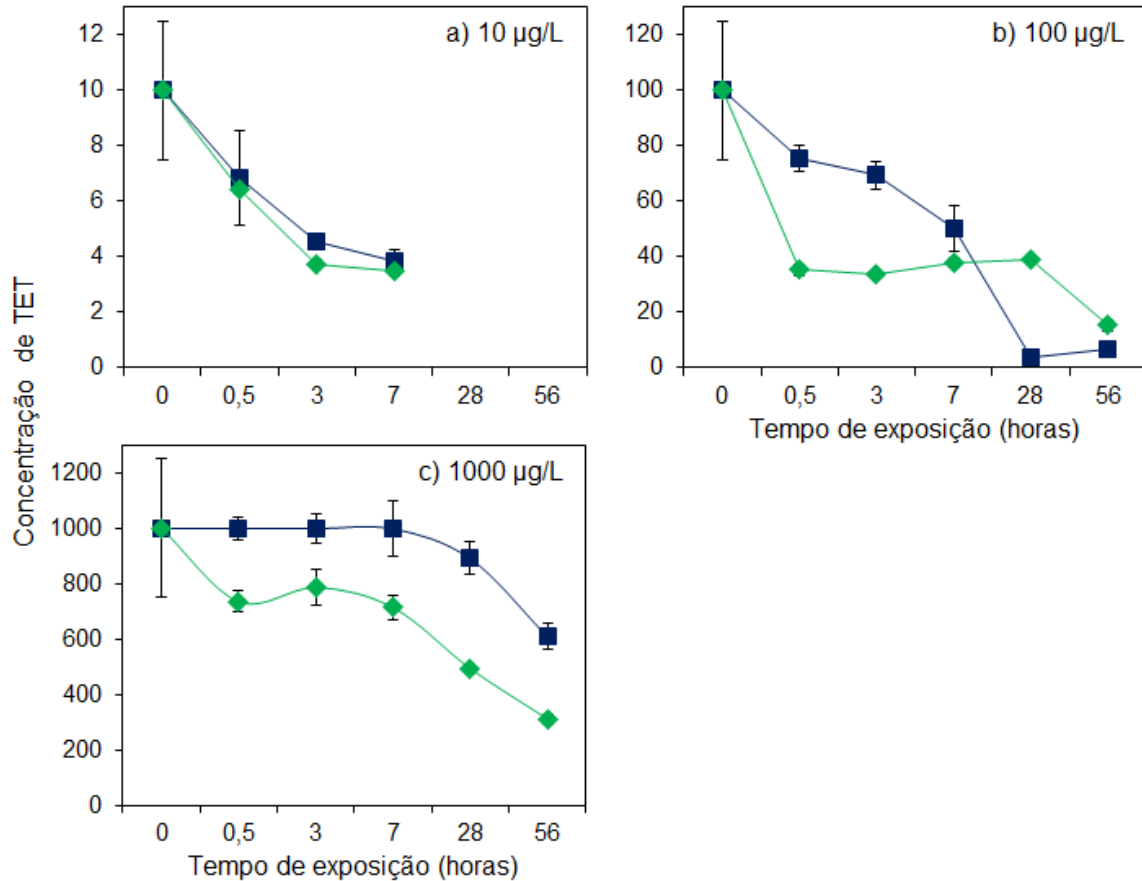 a) 10 µg/L
12
10
8
6
4
2
0
0 0,5 3 7 28 56
b) 100 µg/L
120
100
80
60
40
20
0
0 0,5 3 7 28 56
Tempo de exposição (horas)
Concentração de TET
c) 1000 µg/L
1200
1000
800
600
400
200
0
0 0,5 3 7 28 56
Tempo de exposição (horas)